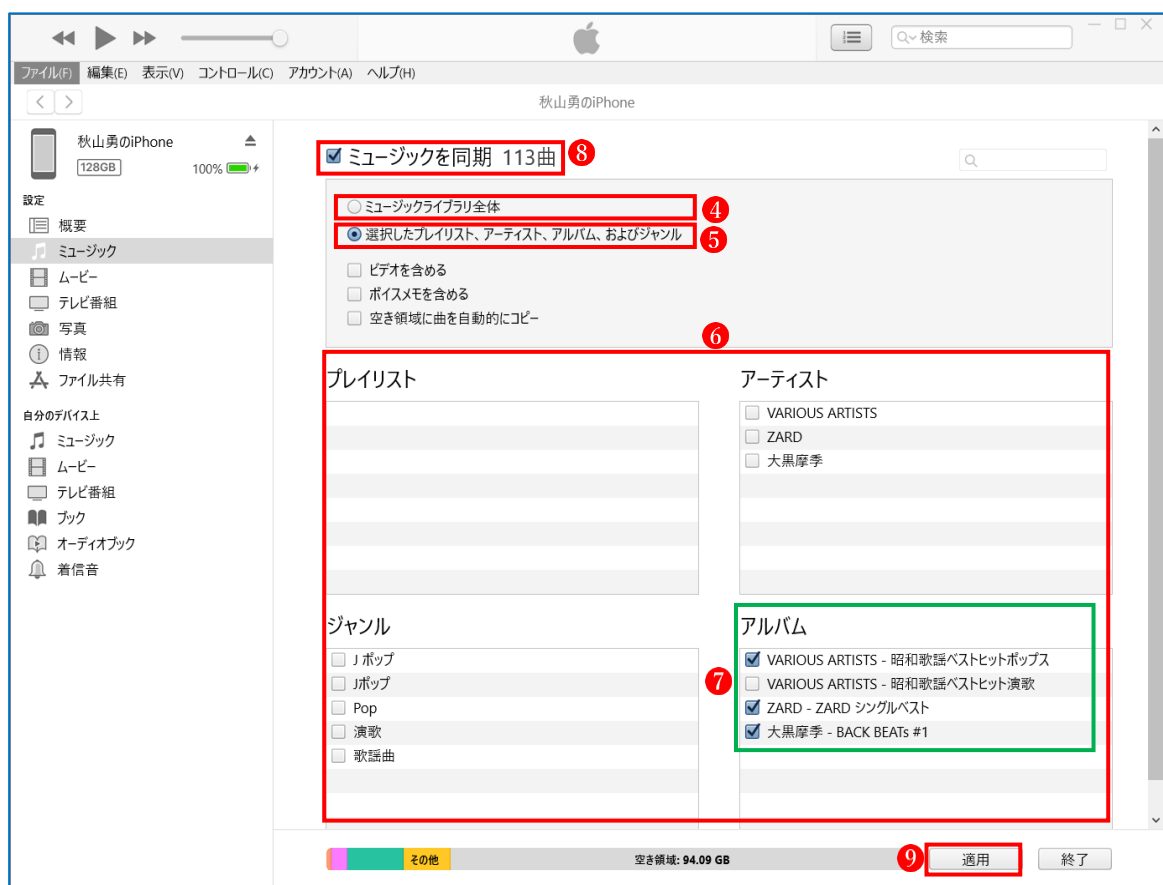 検索
ファイル(F) 編集(E) 表示(V) コントロール(C) アカウント(A) ヘルプ(H)
秋山勇のiPhone
秋山勇のiPhone
128GB 100%
設定
概要
ミュージック
ムービー
テレビ番組
写真
情報
ファイル共有
自分のデバイス上
ミュージック
ムービー
テレビ番組
ブック
オーディオブック
着信音
ミュージックを同期 113曲 8
ミュージックライブラリ全体 4
選択したプレイリスト、アーティスト、アルバム、およびジャンル 5
ビデオを含める
ボイスメモを含める
空き領域に曲を自動的にコピー
6
プレイリスト
アーティスト
VARIOUS ARTISTS
ZARD
大黒摩季
ジャンル
J ポップ
Jポップ
Pop
演歌
歌謡曲
アルバム
7
VARIOUS ARTISTS - 昭和歌謡ベストヒットポップス
VARIOUS ARTISTS - 昭和歌謡ベストヒット演歌
ZARD - ZARD シングルベスト
大黒摩季 - BACK BEATs #1
その他 空き領域: 94.09 GB 9 適用 終了